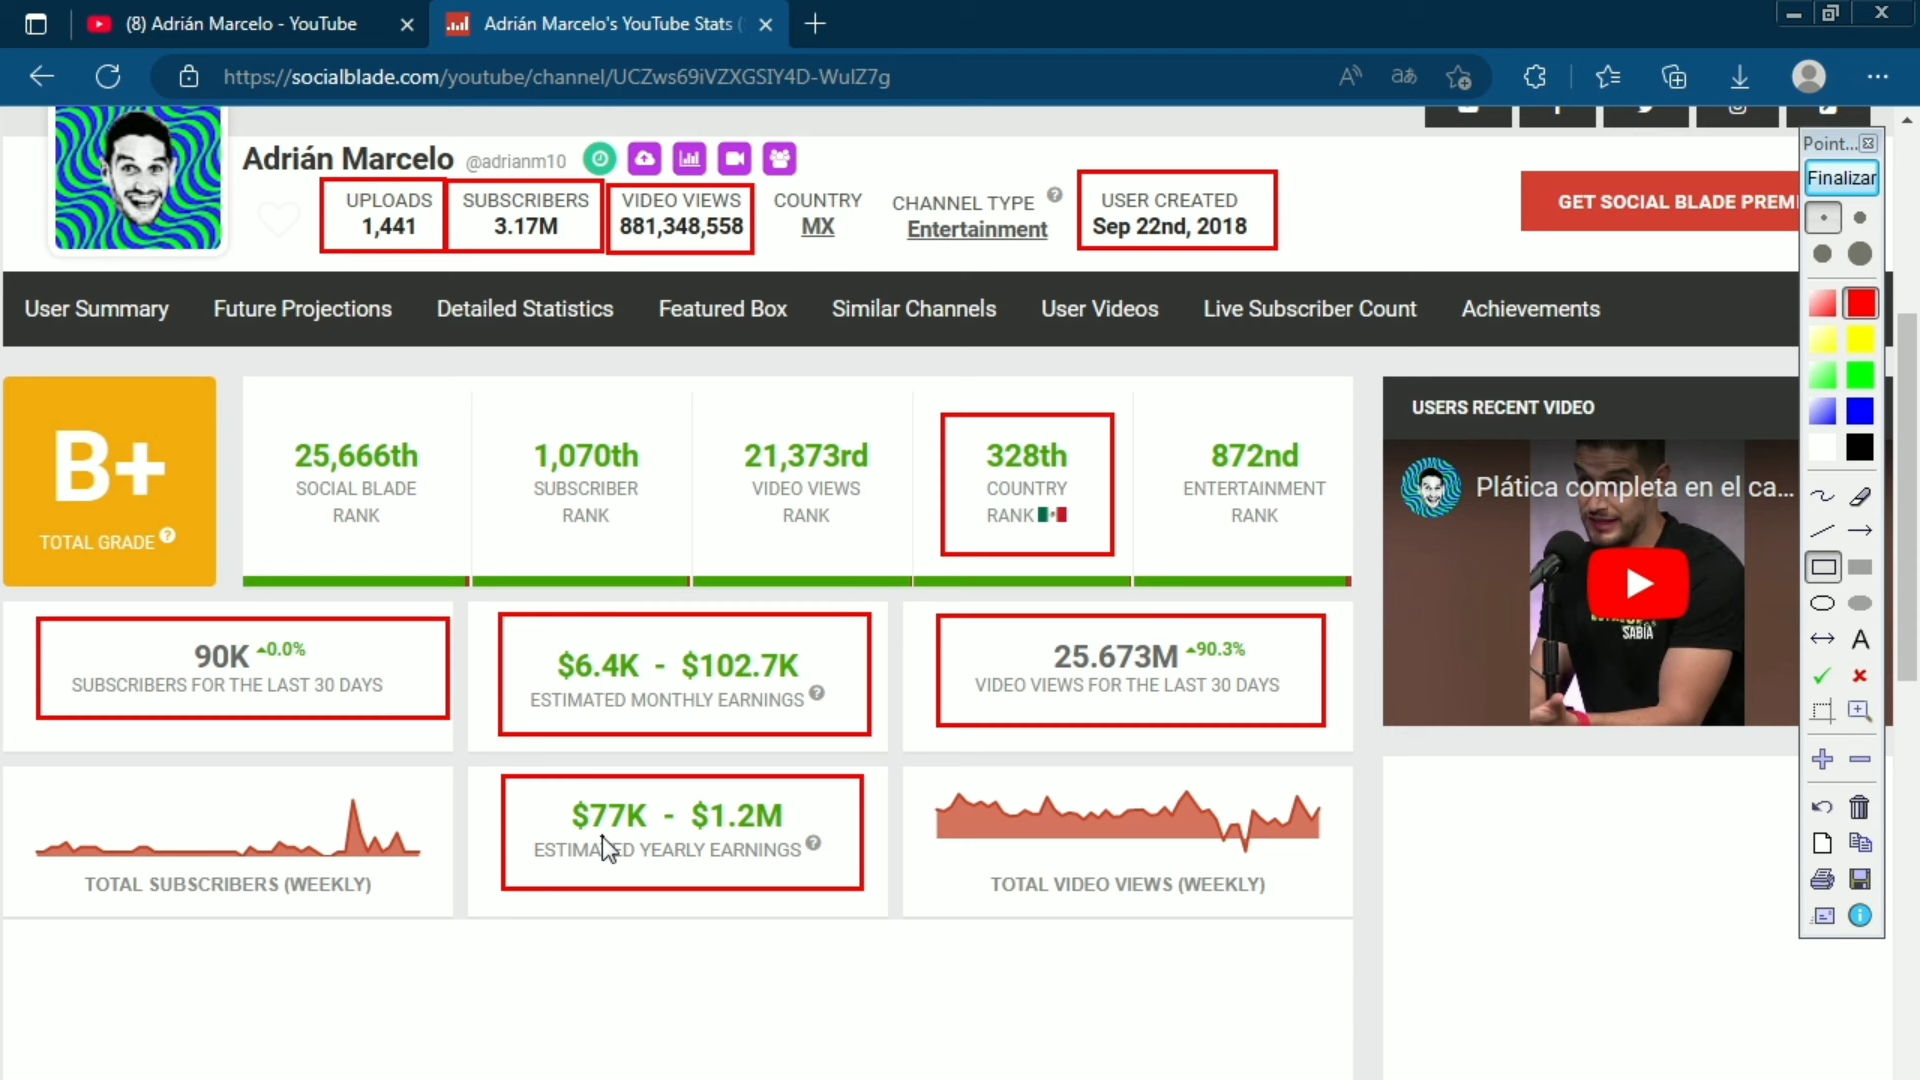 (8) Adrián Marcelo - YouTube
Adrián Marcelo's YouTube Stats (
https://socialblade.com/youtube/channel/UCZws69iVZXGSIY4D-WulZ7g
Adrián Marcelo @adrianm10
UPLOADS
1,441
SUBSCRIBERS
3.17M
VIDEO VIEWS
881,348,558
COUNTRY
MX
CHANNEL TYPE
Entertainment
USER CREATED
Sep 22nd, 2018
GET SOCIAL BLADE PREMI
Point...
Finalizar
User Summary
Future Projections
Detailed Statistics
Featured Box
Similar Channels
User Videos
Live Subscriber Count
Achievements
B+
TOTAL GRADE
25,666th
SOCIAL BLADE
RANK
1,070th
SUBSCRIBER
RANK
21,373rd
VIDEO VIEWS
RANK
328th
COUNTRY
RANK
872nd
ENTERTAINMENT
RANK
USERS RECENT VIDEO
Plática completa en el ca...
SABÍA
90K 0.0%
SUBSCRIBERS FOR THE LAST 30 DAYS
$6.4K - $102.7K
ESTIMATED MONTHLY EARNINGS
25.673M 90.3%
VIDEO VIEWS FOR THE LAST 30 DAYS
TOTAL SUBSCRIBERS (WEEKLY)
$77K - $1.2M
ESTIMATED YEARLY EARNINGS
TOTAL VIDEO VIEWS (WEEKLY)